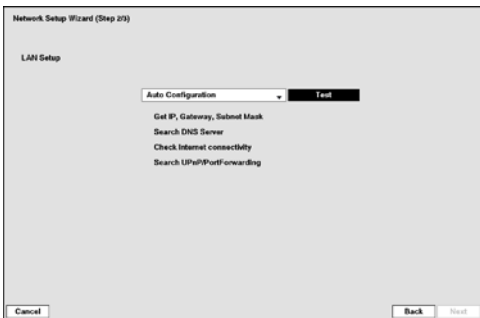 Network Setup Wizard (Step 2/3)
LAN Setup
Auto Configuration Test
Get IP, Gateway, Subnet Mask
Search DNS Server
Check Internet connectivity
Search UPnP/PortForwarding
Cancel Back Next